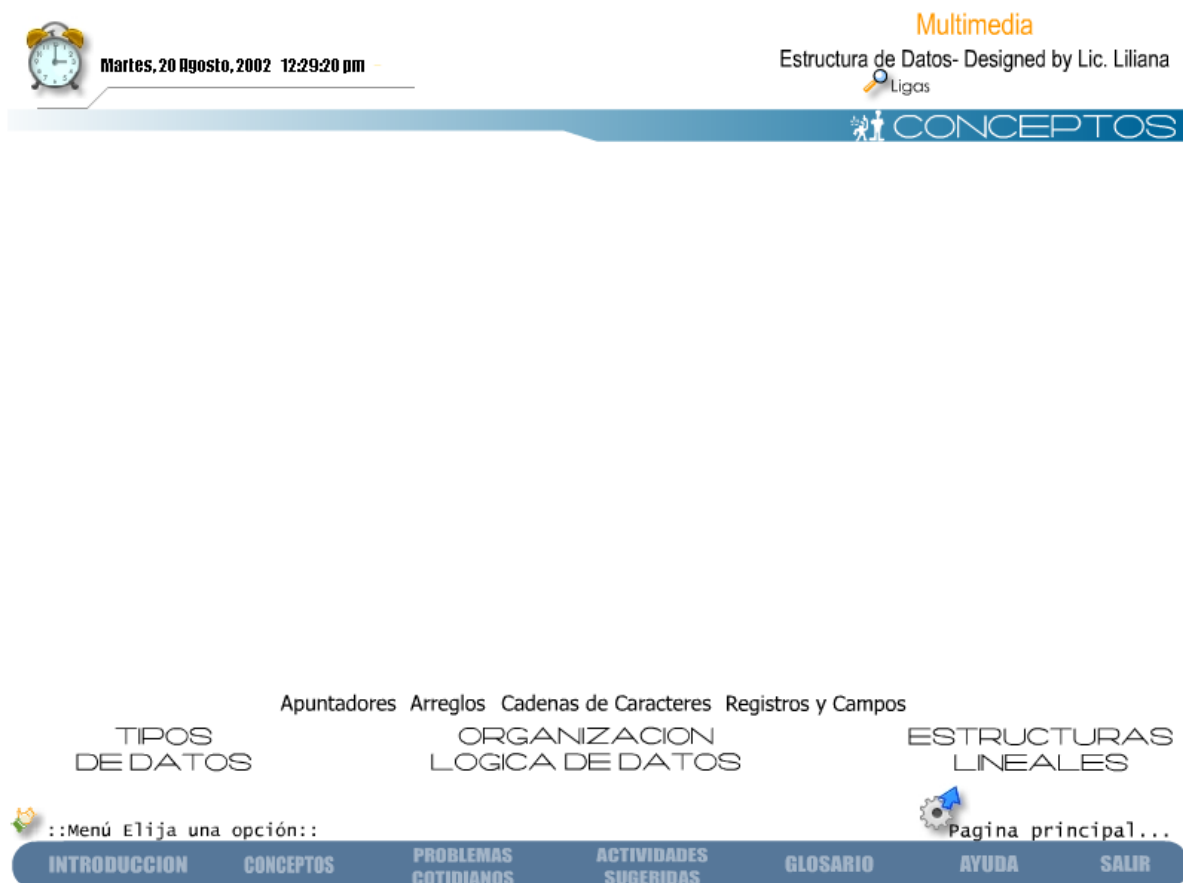 Multimedia
Martes, 20 Agosto, 2002 12:29:20 pm
Estructura de Datos- Designed by Lic. Liliana
Ligas
CONCEPTOS
Apuntadores Arreglos Cadenas de Caracteres Registros y Campos
TIPOS
DE DATOS
ORGANIZACION
LOGICA DE DATOS
ESTRUCTURAS
LINEALES
::Menú Elija una opción::
Pagina principal...
INTRODUCCION
CONCEPTOS
PROBLEMAS
COTIDIANOS
ACTIVIDADES
SUGERIDAS
GLOSARIO
AYUDA
SALIR